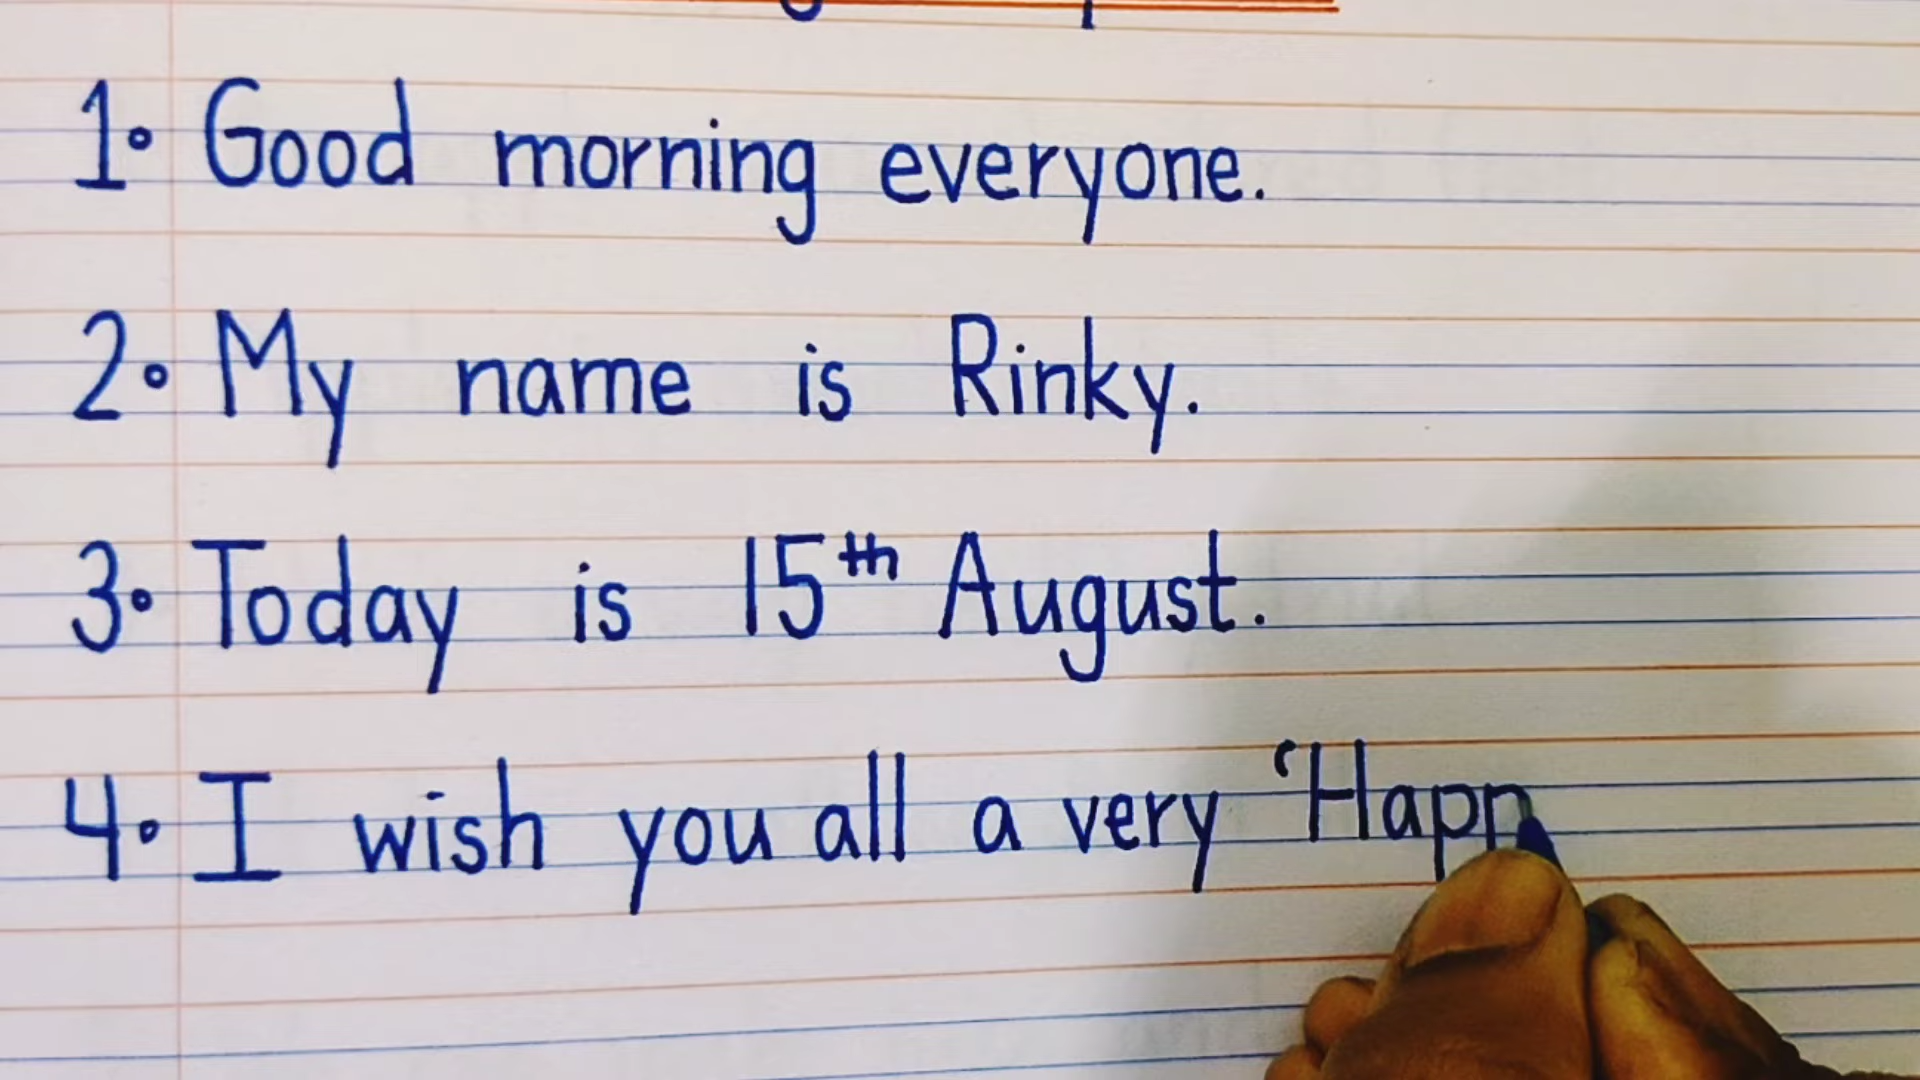 1. Good morning everyone.
2. My name is Rinky.
3. Today is 15th August.
4. I wish you all a very 'Happ